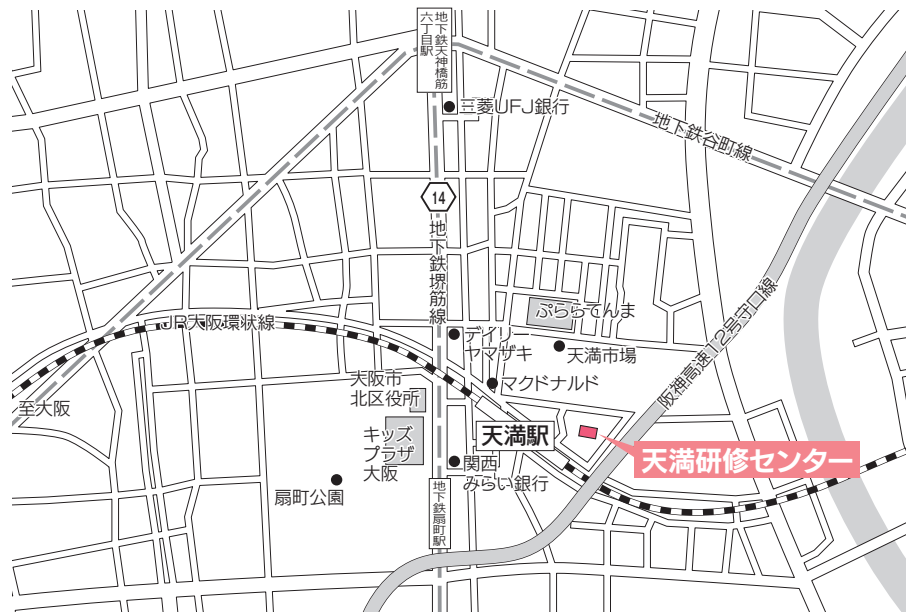 地下鉄天神橋筋
六丁目駅
三菱UFJ銀行
地下鉄谷町線
14
地下鉄堺筋線
ぷららてんま
JR大阪環状線
デイリー
ヤマザキ
天満市場
阪神高速12号守口線
マクドナルド
大阪市
北区役所
至大阪
天満駅
キッズ
プラザ
大阪
天満研修センター
関西
みらい銀行
扇町公園
地下鉄扇町駅